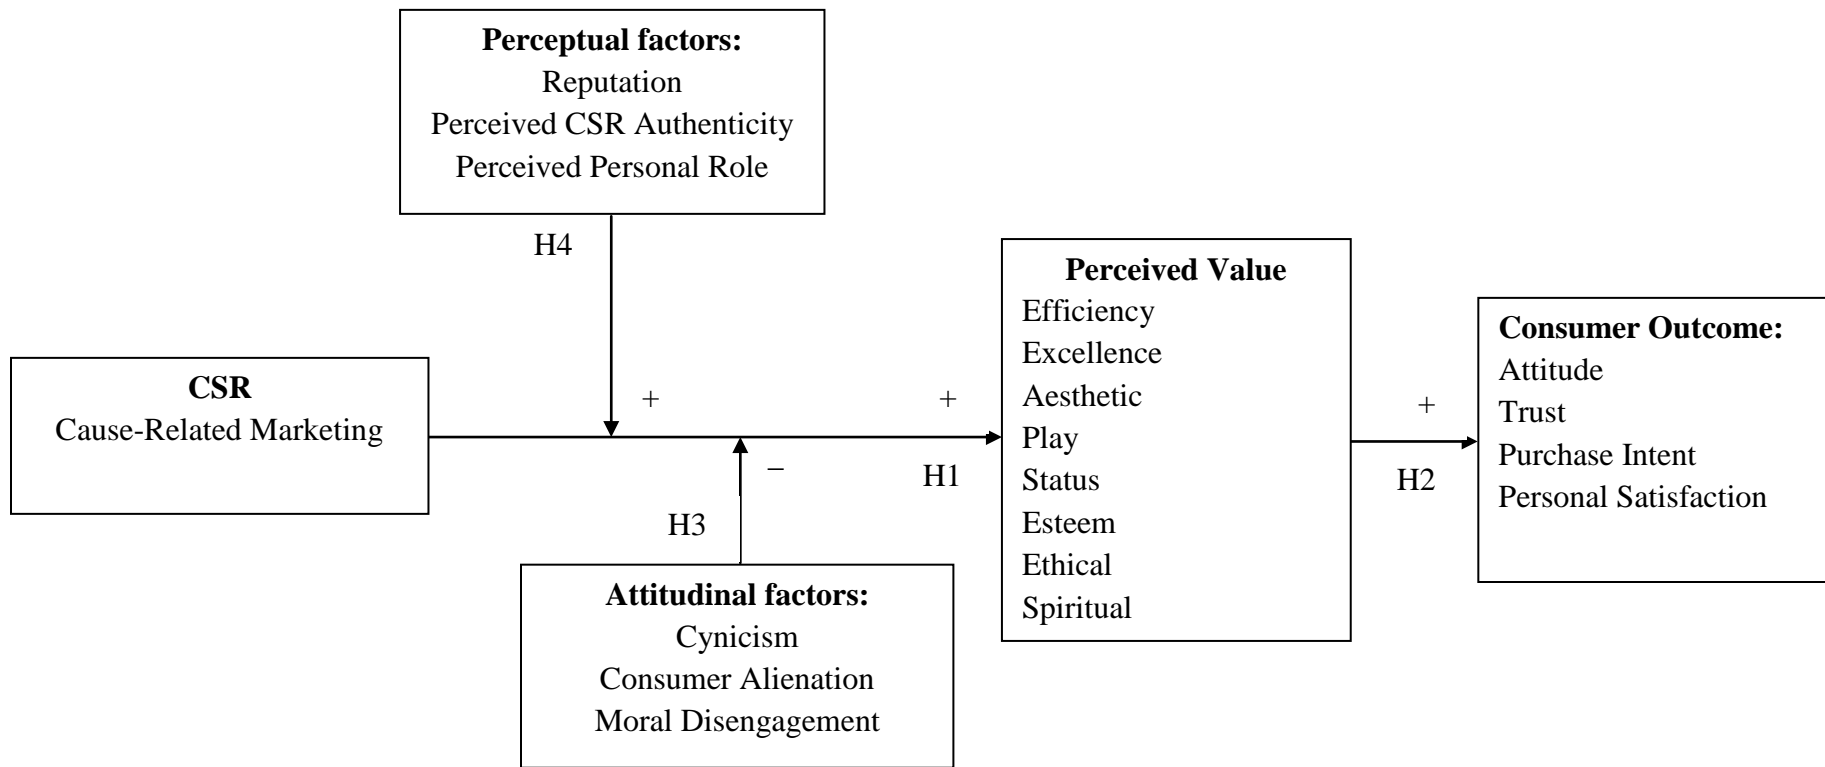 Perceptual factors:
Reputation
Perceived CSR Authenticity
Perceived Personal Role
H4
CSR
Cause-Related Marketing
+
+
−
H1
H3
Attitudinal factors:
Cynicism
Consumer Alienation
Moral Disengagement
Perceived Value
Efficiency
Excellence
Aesthetic
Play
Status
Esteem
Ethical
Spiritual
+
H2
Consumer Outcome:
Attitude
Trust
Purchase Intent
Personal Satisfaction